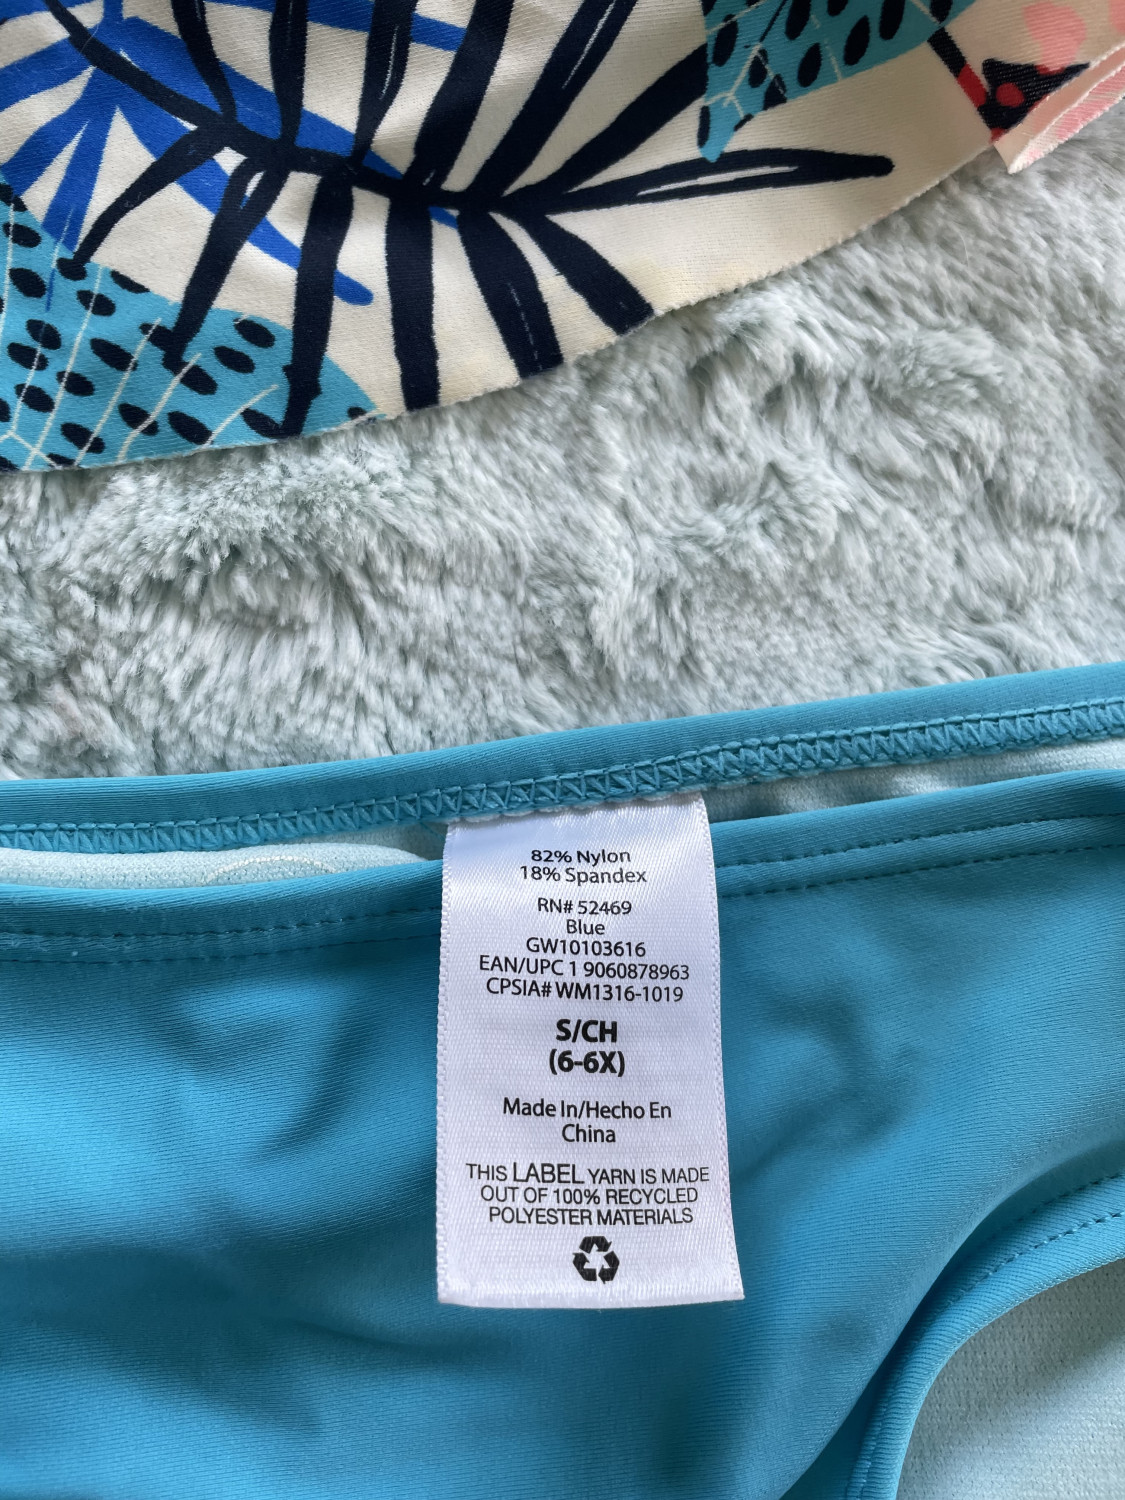 82% Nylon
18% Spandex
RN# 52469
Blue
GW10103616
EAN/UPC 1 9060878963
CPSIA# WM1316-1019
S/CH
(6-6X)
Made In/Hecho En
China
THIS LABEL YARN IS MADE
OUT OF 100% RECYCLED
POLYESTER MATERIALS